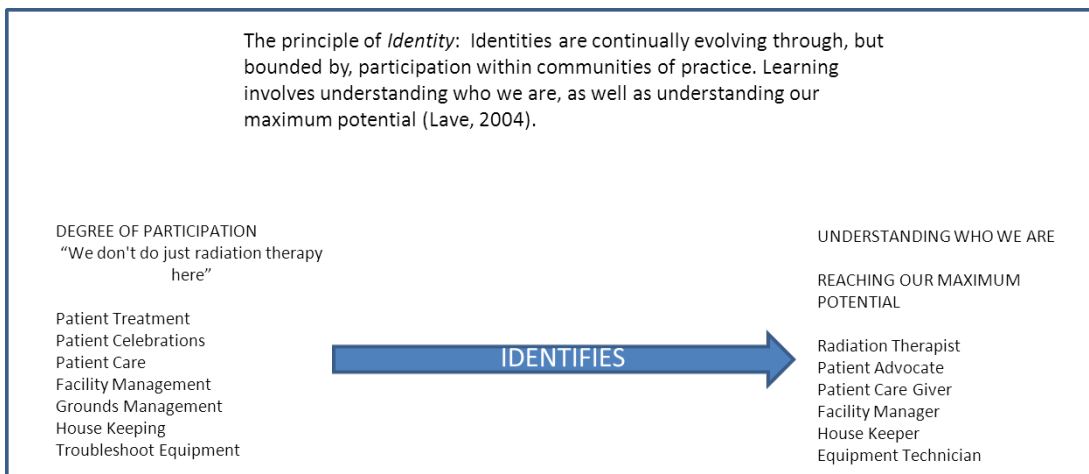 The principle of Identity:  Identities are continually evolving through, but
bounded by, participation within communities of practice. Learning
involves understanding who we are, as well as understanding our
maximum potential (Lave, 2004).
DEGREE OF PARTICIPATION
“We don't do just radiation therapy
here”
Patient Treatment
Patient Celebrations
Patient Care
Facility Management
Grounds Management
House Keeping
Troubleshoot Equipment
IDENTIFIES
UNDERSTANDING WHO WE ARE
REACHING OUR MAXIMUM
POTENTIAL
Radiation Therapist
Patient Advocate
Patient Care Giver
Facility Manager
House Keeper
Equipment Technician